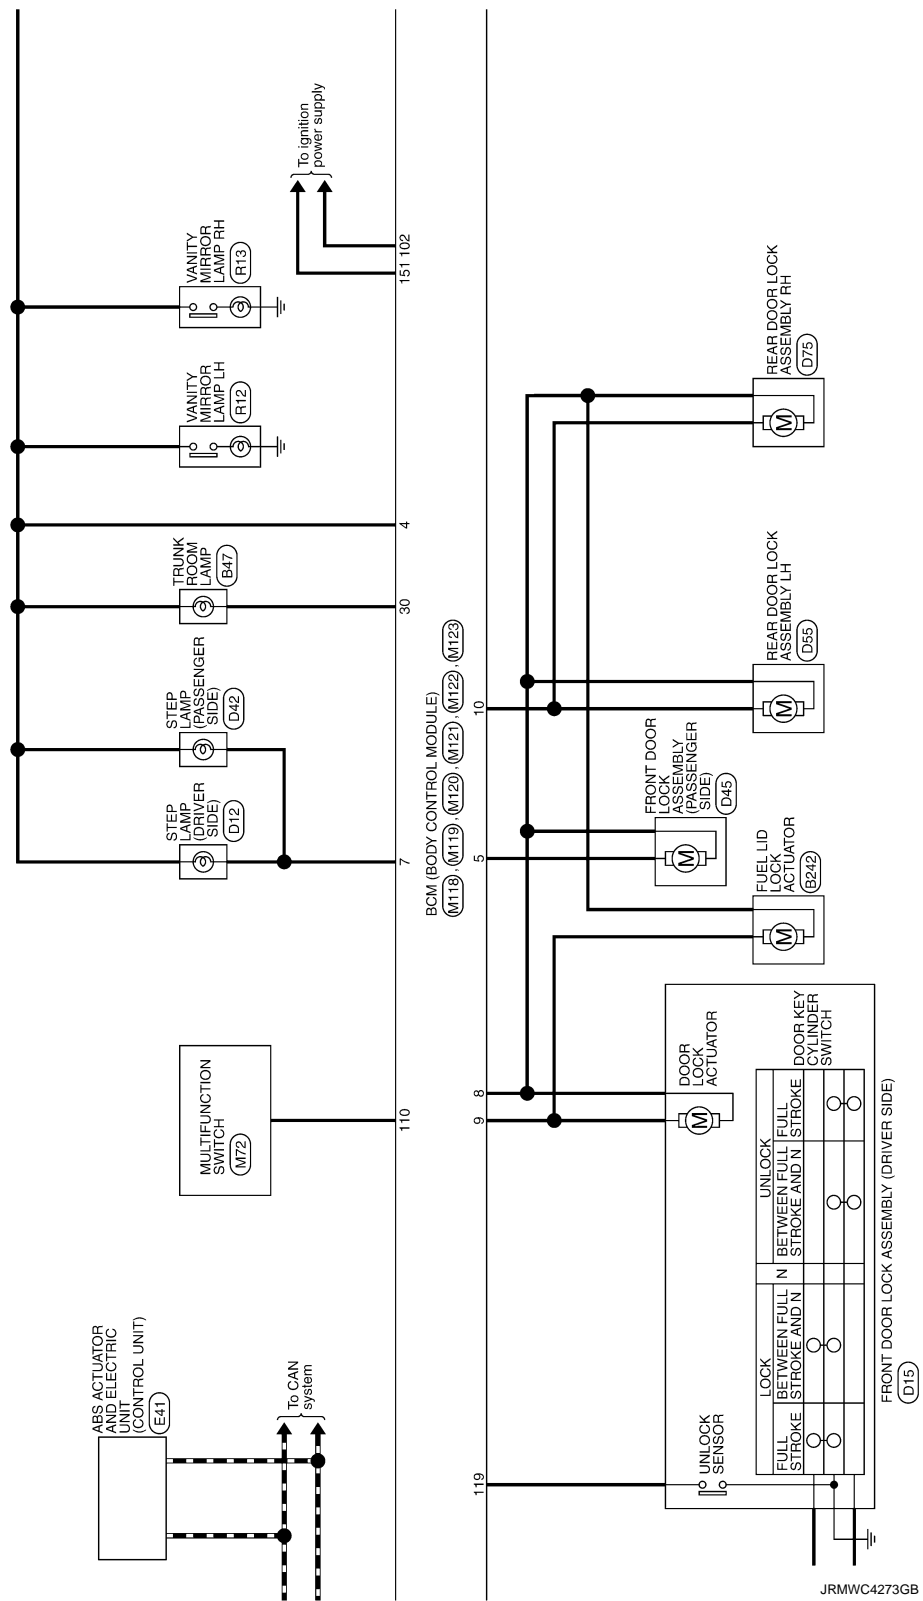 ABS ACTUATOR
AND ELECTRIC
UNIT
(CONTROL UNIT)
E41
To CAN
system
MULTIFUNCTION
SWITCH
M72
110
STEP
LAMP
(DRIVER
SIDE)
D12
7
STEP
LAMP
(PASSENGER
SIDE)
D42
TRUNK
ROOM
LAMP
B47
30
4
VANITY
MIRROR
LAMP LH
R12
VANITY
MIRROR
LAMP RH
R13
To ignition
power supply
151 102
BCM (BODY CONTROL MODULE)
M118 , M119 , M120 , M121 , M122 , M123
119
9
8
5
10
UNLOCK
SENSOR
DOOR
LOCK
ACTUATOR
M
LOCK
N
UNLOCK
FULL
STROKE
BETWEEN FULL
STROKE AND N
BETWEEN FULL
STROKE AND N
FULL
STROKE
DOOR KEY
CYLINDER
SWITCH
FRONT DOOR LOCK ASSEMBLY (DRIVER SIDE)
D15
FUEL LID
LOCK
ACTUATOR
B242
M
FRONT DOOR
LOCK
ASSEMBLY
(PASSENGER
SIDE)
D45
M
REAR DOOR LOCK
ASSEMBLY LH
D55
M
REAR DOOR LOCK
ASSEMBLY RH
D75
M
JRMWC4273GB